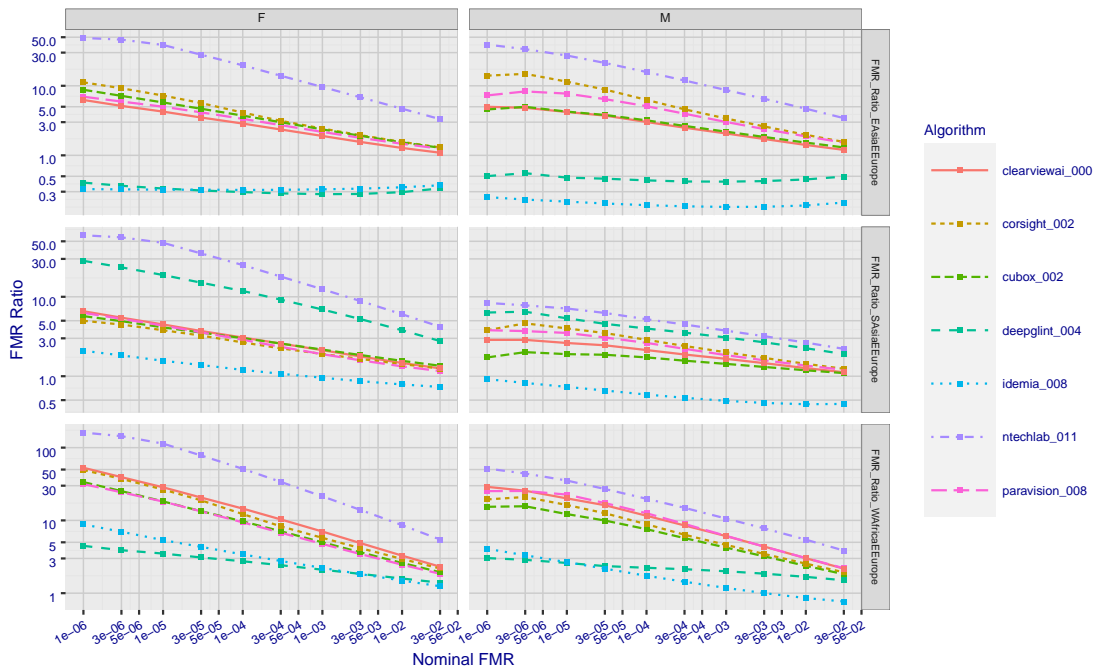 F
M
50.0
30.0
10.0
5.0
3.0
1.0
0.5
0.3
FMR_Ratio_EAsiaEEurope
50.0
30.0
10.0
5.0
3.0
1.0
0.5
FMR_Ratio_SAsiaEEurope
100
50
30
10
5
3
1
FMR_Ratio_WAfricaEEurope
FMR Ratio
1e−06
3e−06
5e−06
1e−05
3e−05
5e−05
1e−04
3e−04
5e−04
1e−03
3e−03
5e−03
1e−02
3e−02
5e−02
1e−06
3e−06
5e−06
1e−05
3e−05
5e−05
1e−04
3e−04
5e−04
1e−03
3e−03
5e−03
1e−02
3e−02
5e−02
Nominal FMR
Algorithm
clearviewai_000
corsight_002
cubox_002
deepglint_004
idemia_008
ntechlab_011
paravision_008